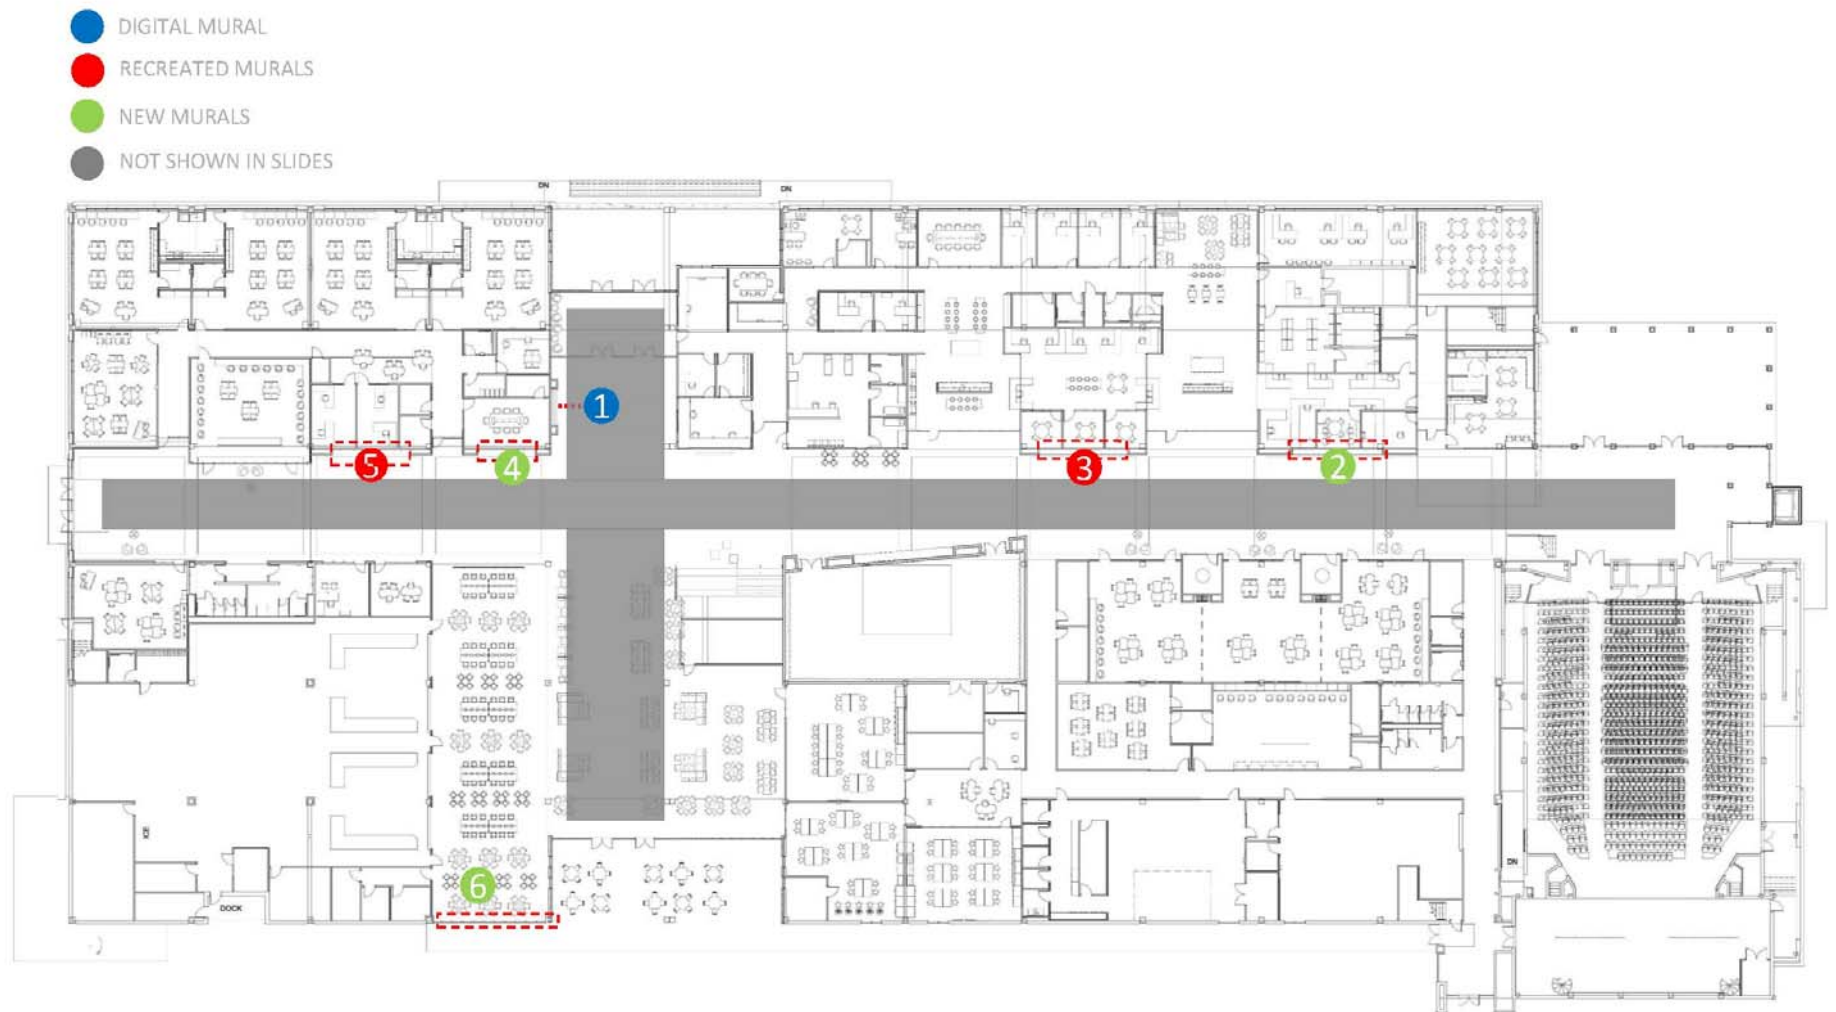 DIGITAL MURAL
RECREATED MURALS
NEW MURALS
NOT SHOWN IN SLIDES
DN
DN
1
5
4
3
2
6
ICE
DOCK
DN